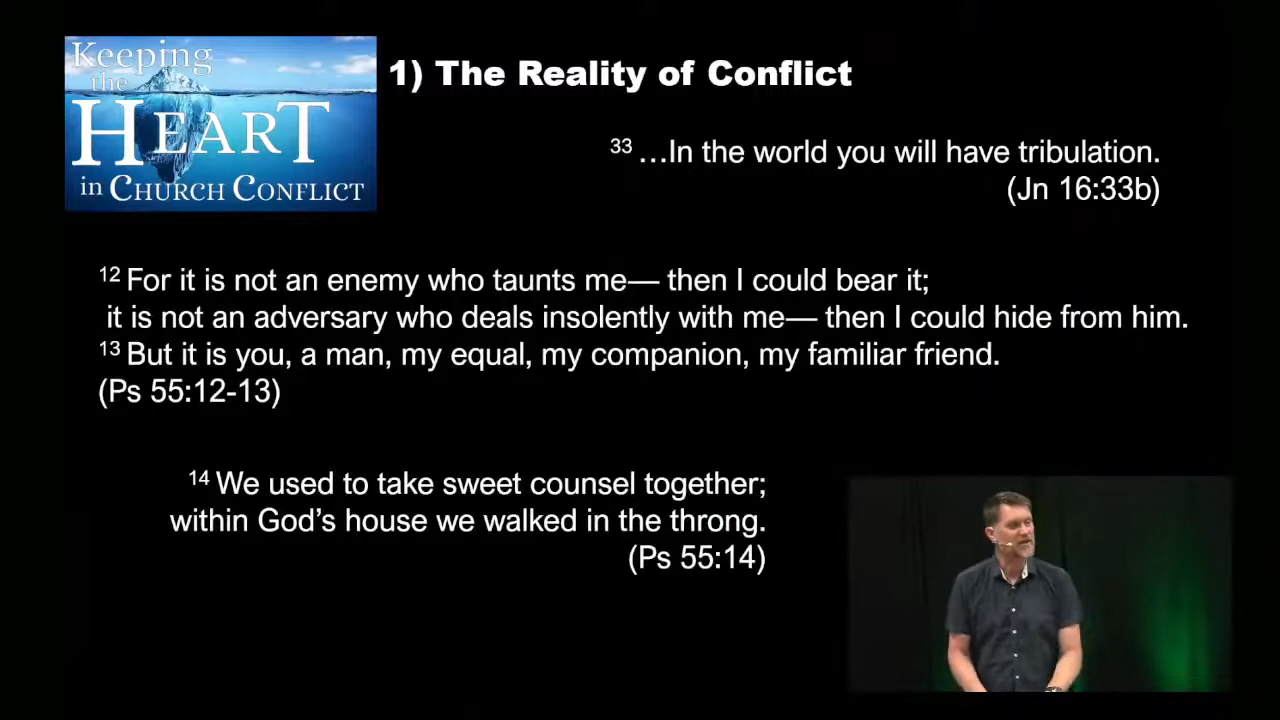 Keeping
the
HEART
in CHURCH CONFLICT
1) The Reality of Conflict
33 …In the world you will have tribulation.
(Jn 16:33b)
12 For it is not an enemy who taunts me— then I could bear it;
it is not an adversary who deals insolently with me— then I could hide from him.
13 But it is you, a man, my equal, my companion, my familiar friend.
(Ps 55:12-13)
14 We used to take sweet counsel together;
within God’s house we walked in the throng.
(Ps 55:14)